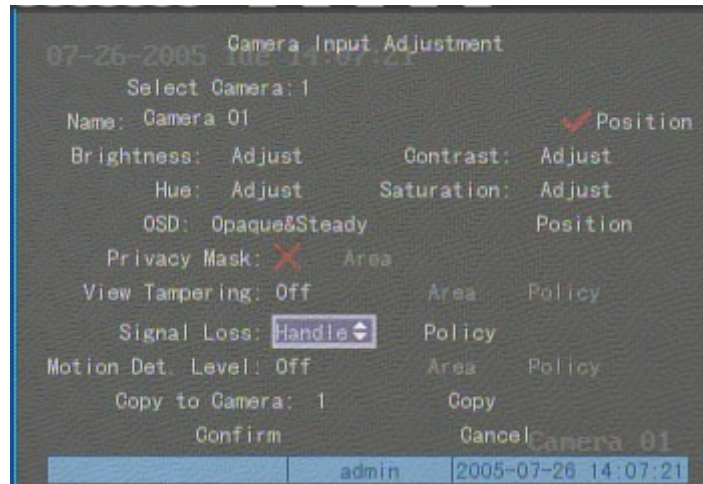 Camera Input Adjustment
07-26-2005 Tue 14:07:21
Select Camera: 1
Name: Camera 01 Position
Brightness: Adjust Contrast: Adjust
Hue: Adjust Saturation: Adjust
OSD: Opaque&Steady Position
Privacy Mask: Area
View Tampering: Off Area Policy
Signal Loss: Handle Policy
Motion Det. Level: Off Area Policy
Copy to Camera: 1 Copy
Confirm Cancel
Camera 01
admin 2005-07-26 14:07:21